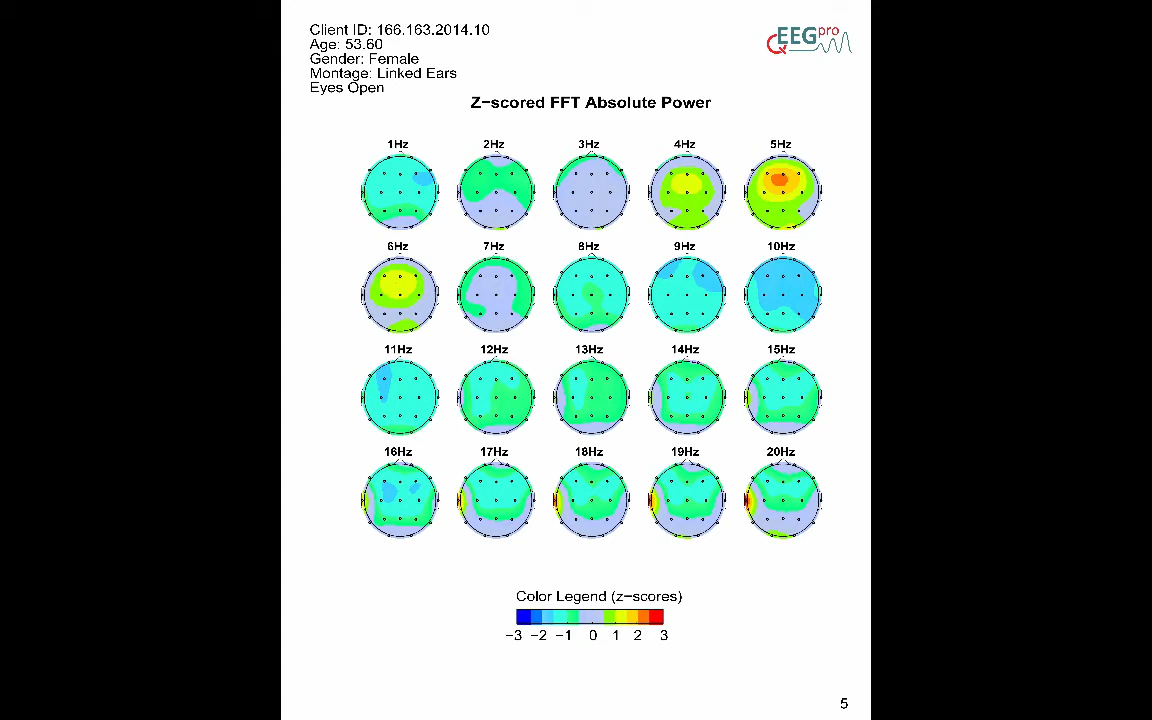 Client ID: 166.163.2014.10
Age: 53.60
Gender: Female
Montage: Linked Ears
Eyes Open
QEEGpro
Z−scored FFT Absolute Power
1Hz 2Hz 3Hz 4Hz 5Hz
6Hz 7Hz 8Hz 9Hz 10Hz
11Hz 12Hz 13Hz 14Hz 15Hz
16Hz 17Hz 18Hz 19Hz 20Hz
Color Legend (z−scores)
−3 −2 −1 0 1 2 3
5